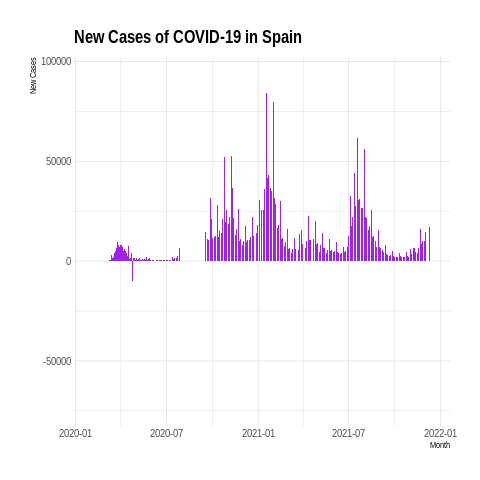 New Cases of COVID-19 in Spain
New Cases
100000
50000
0
-50000
2020-01 2020-07 2021-01 2021-07 2022-01
Month